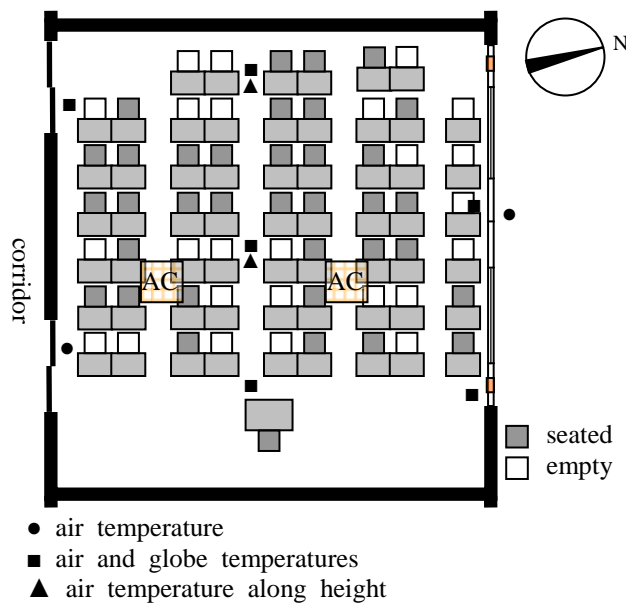 N
corridor
AC
AC
seated
empty
air temperature
air and globe temperatures
air temperature along height